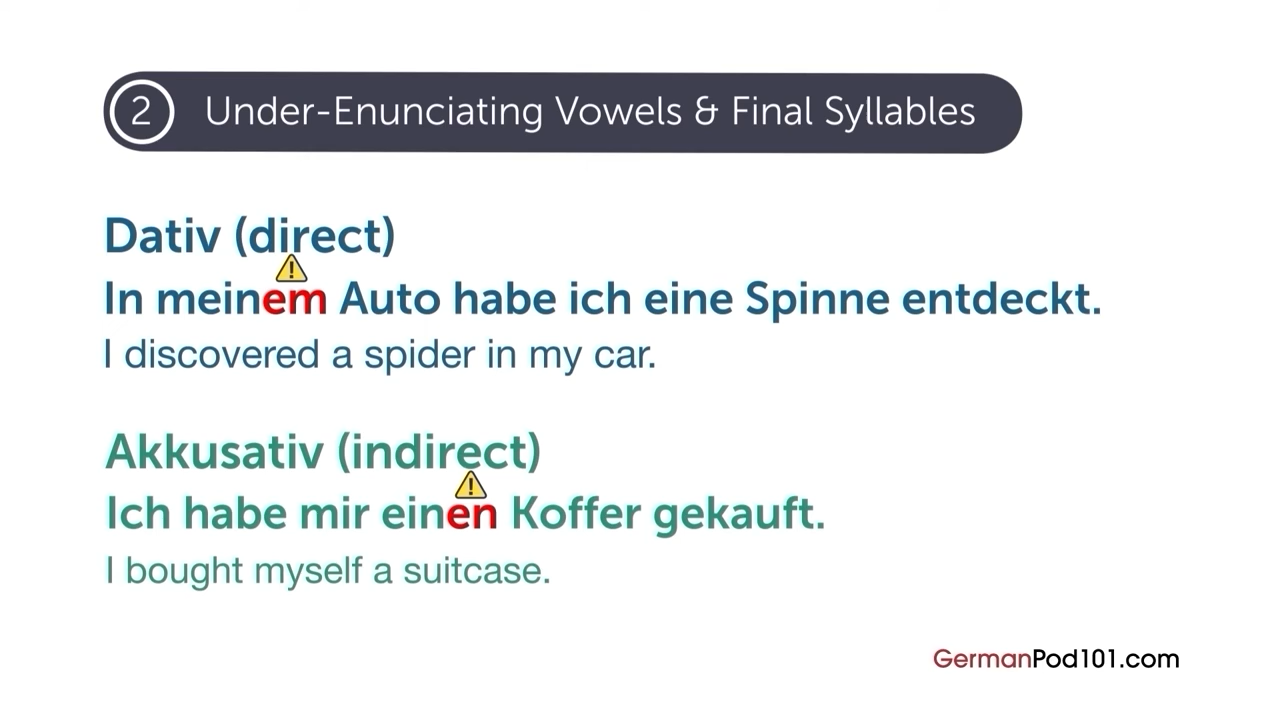 2 Under-Enunciating Vowels & Final Syllables
Dativ (direct)
In meinem Auto habe ich eine Spinne entdeckt.
I discovered a spider in my car.
Akkusativ (indirect)
Ich habe mir einen Koffer gekauft.
I bought myself a suitcase.
GermanPod101.com